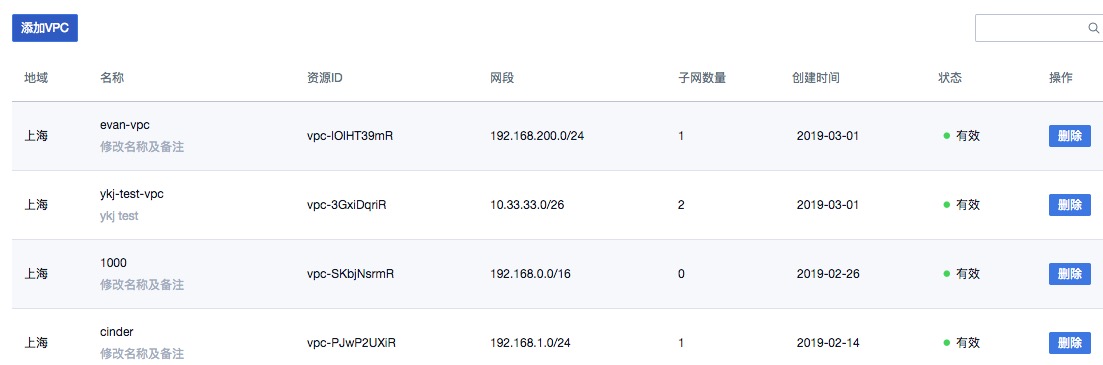 添加VPC
地域 名称 资源ID 网段 子网数量 创建时间 状态 操作
evan-vpc
上海 vpc-IOIHT39mR 192.168.200.0/24 1 2019-03-01 有效 删除
修改名称及备注
ykj-test-vpc
上海 vpc-3GxiDqriR 10.33.33.0/26 2 2019-03-01 有效 删除
ykj test
1000
上海 vpc-SKbjNsrmR 192.168.0.0/16 0 2019-02-26 有效 删除
修改名称及备注
cinder
上海 vpc-PJwP2UXiR 192.168.1.0/24 1 2019-02-14 有效 删除
修改名称及备注